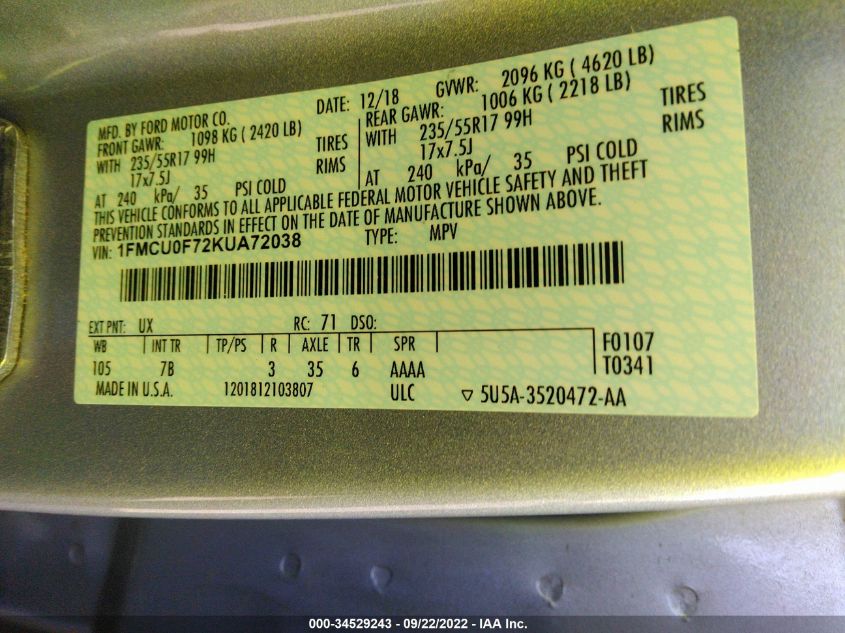 MFD. BY FORD MOTOR CO.
DATE: 12/18
GVWR: 2096 KG ( 4620 LB)
FRONT GAWR: 1098 KG ( 2420 LB)
REAR GAWR: 1006 KG ( 2218 LB)
WITH 235/55R17 99H TIRES
WITH 235/55R17 99H TIRES
17x7.5J RIMS
17x7.5J RIMS
AT 240 kPa/ 35 PSI COLD
AT 240 kPa/ 35 PSI COLD
THIS VEHICLE CONFORMS TO ALL APPLICABLE FEDERAL MOTOR VEHICLE SAFETY AND THEFT
PREVENTION STANDARDS IN EFFECT ON THE DATE OF MANUFACTURE SHOWN ABOVE.
VIN: 1FMCU0F72KUA72038
TYPE: MPV
EXT PNT: UX RC: 71 DSO:
WB INT TR TP/PS R AXLE TR SPR
105 7B 3 35 6 AAAA
F0107
T0341
MADE IN U.S.A. 1201812103807 ULC ▽ 5U5A-3520472-AA
000-34529243 - 09/22/2022 - IAA Inc.